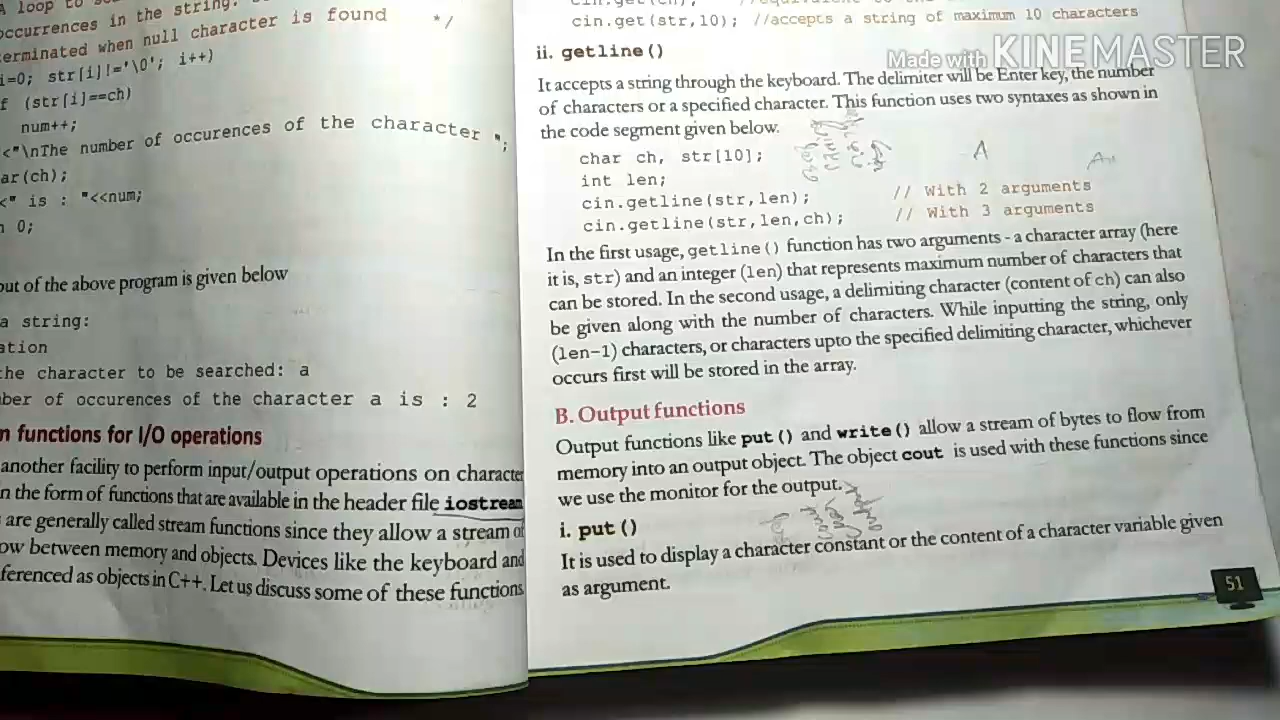 A loop to
occurrences in the string.
terminated when null character is found */
i=0; str[i]!='\0'; i++)
f (str[i]==ch)
num++;
<"\nThe number of occurences of the character ";
ar(ch);
<" is : "<<num;
n 0;
out of the above program is given below
a string:
ation
the character to be searched: a
ber of occurences of the character a is : 2
n functions for I/O operations
another facility to perform input/output operations on character
n the form of functions that are available in the header file iostream
are generally called stream functions since they allow a stream of
ow between memory and objects. Devices like the keyboard and
ferenced as objects in C++. Let us discuss some of these functions
cin.get(str,10); //accepts a string of maximum 10 characters
ii. getline()
Made with KINEMASTER
It accepts a string through the keyboard. The delimiter will be Enter key, the number
of characters or a specified character. This function uses two syntaxes as shown in
the code segment given below.
char ch, str[10]; A A
int len;
cin.getline(str,len); // With 2 arguments
cin.getline(str,len,ch); // With 3 arguments
In the first usage, getline() function has two arguments - a character array (here
it is, str) and an integer (len) that represents maximum number of characters that
can be stored. In the second usage, a delimiting character (content of ch) can also
be given along with the number of characters. While inputting the string, only
(len-1) characters, or characters upto the specified delimiting character, whichever
occurs first will be stored in the array.
B. Output functions
Output functions like put() and write() allow a stream of bytes to flow from
memory into an output object. The object cout is used with these functions since
we use the monitor for the output.
i. put()
It is used to display a character constant or the content of a character variable given
as argument.
51